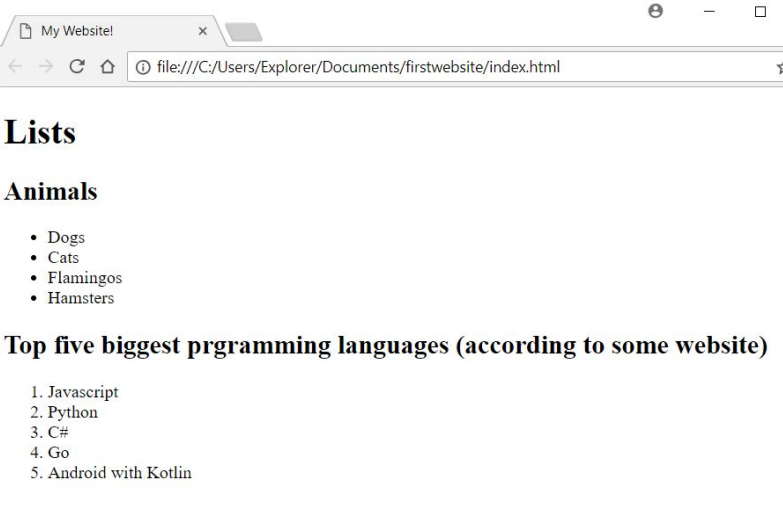 My Website!
file:///C:/Users/Explorer/Documents/firstwebsite/index.html
Lists
Animals
Dogs
Cats
Flamingos
Hamsters
Top five biggest prgramming languages (according to some website)
1. Javascript
2. Python
3. C#
4. Go
5. Android with Kotlin